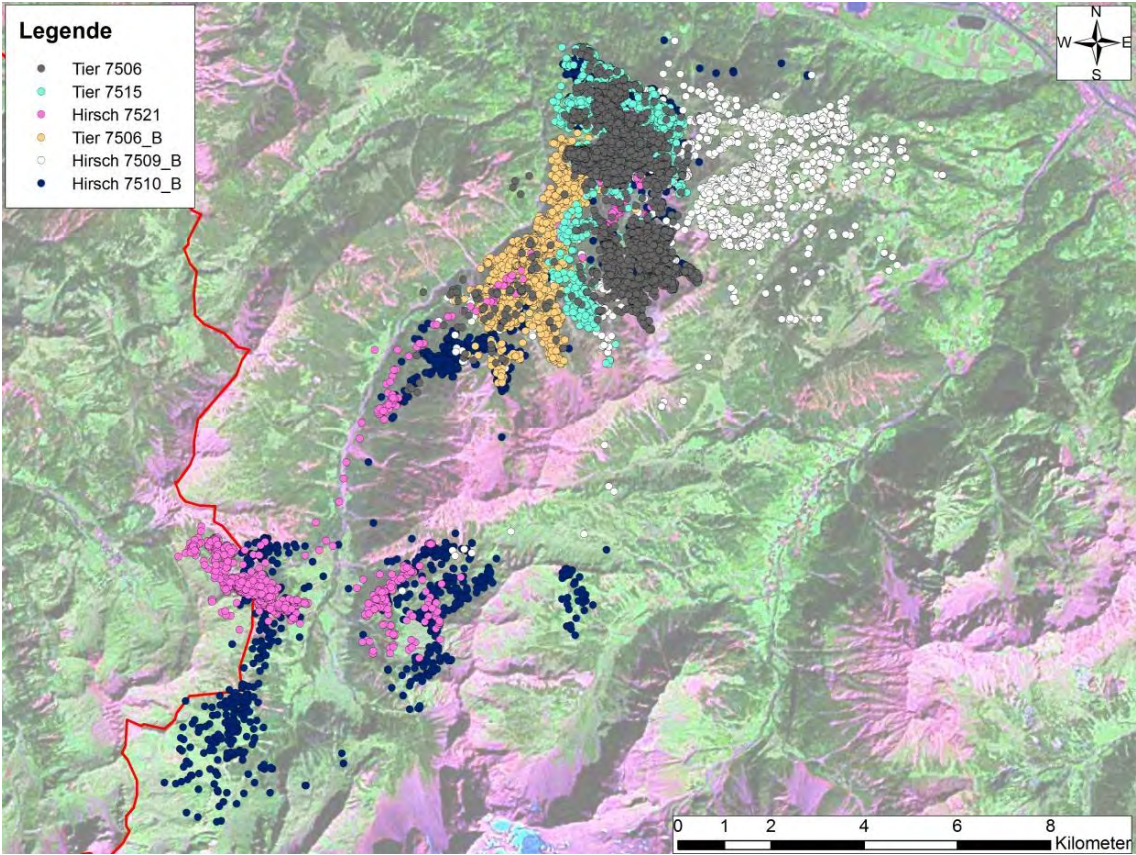 Legende
Tier 7506
Tier 7515
Hirsch 7521
Tier 7506_B
Hirsch 7509_B
Hirsch 7510_B
N
W E
S
0 1 2 4 6 8
Kilometer